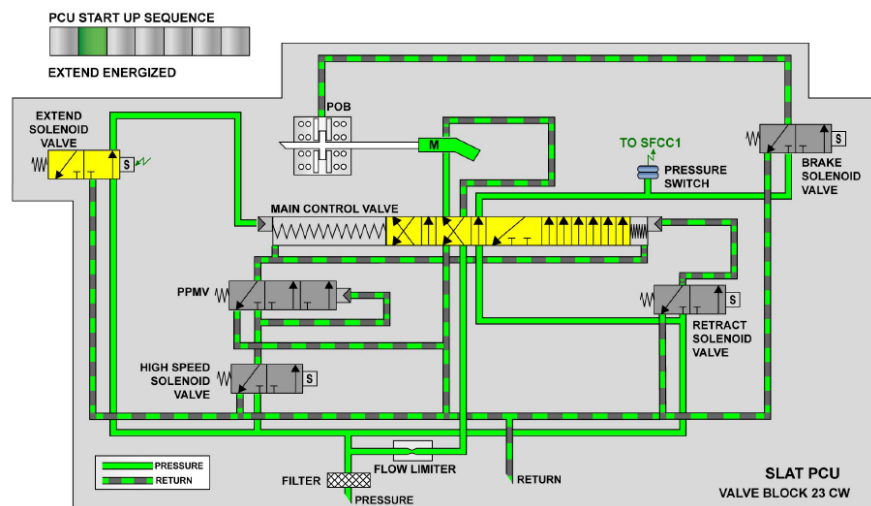 PCU START UP SEQUENCE
EXTEND ENERGIZED
EXTEND
SOLENOID
VALVE
S
POB
M
TO SFCC1
PRESSURE
SWITCH
S
BRAKE
SOLENOID
VALVE
MAIN CONTROL VALVE
PPMV
S
RETRACT
SOLENOID
VALVE
HIGH SPEED
SOLENOID
VALVE
S
PRESSURE
RETURN
FILTER
FLOW LIMITER
PRESSURE
RETURN
SLAT PCU
VALVE BLOCK 23 CW